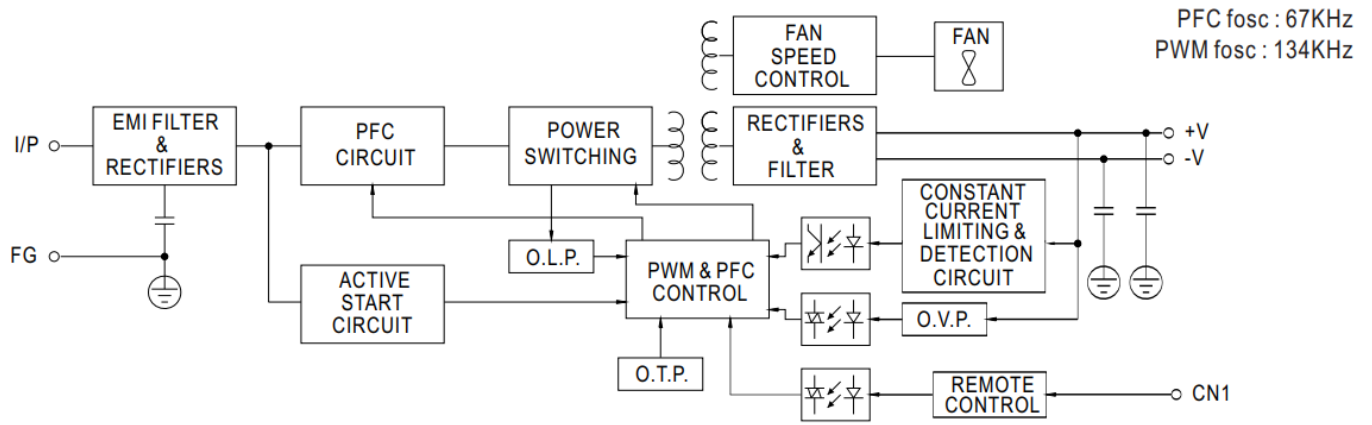 PFC fosc : 67KHz
PWM fosc : 134KHz
FAN
SPEED
CONTROL
FAN
I/P
EMI FILTER
&
RECTIFIERS
PFC
CIRCUIT
POWER
SWITCHING
RECTIFIERS
&
FILTER
+V
-V
FG
O.L.P.
PWM & PFC
CONTROL
CONSTANT
CURRENT
LIMITING &
DETECTION
CIRCUIT
ACTIVE
START
CIRCUIT
O.V.P.
O.T.P.
REMOTE
CONTROL
CN1